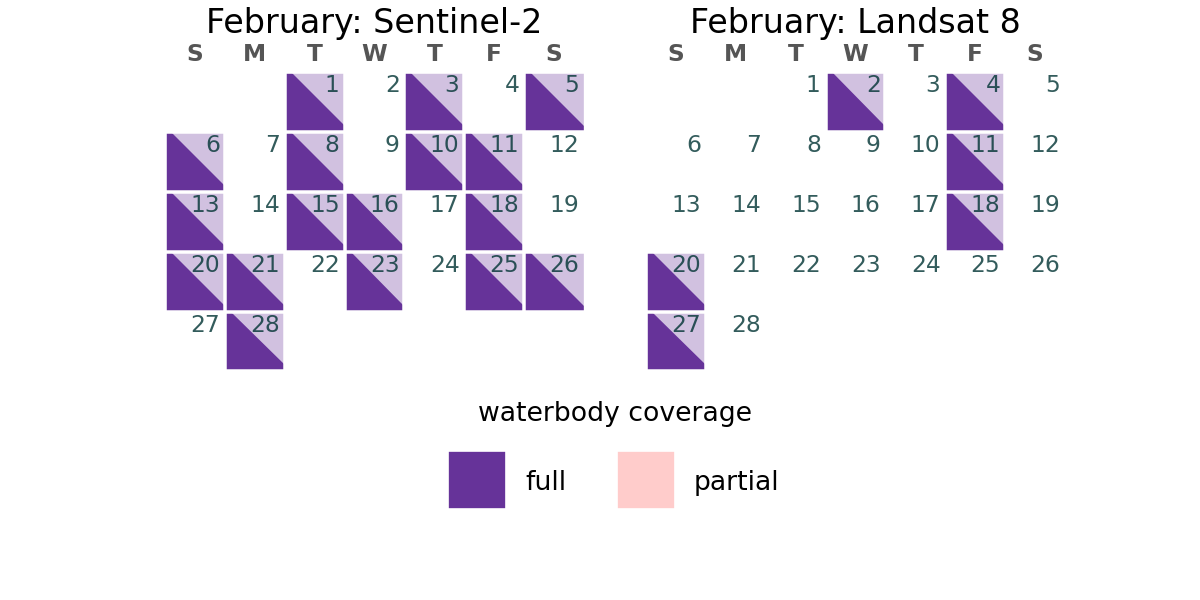 February: Sentinel-2
S M T W T F S
1 2 3 4 5
6 7 8 9 10 11 12
13 14 15 16 17 18 19
20 21 22 23 24 25 26
27 28
February: Landsat 8
S M T W T F S
1 2 3 4 5
6 7 8 9 10 11 12
13 14 15 16 17 18 19
20 21 22 23 24 25 26
27 28
waterbody coverage
full partial